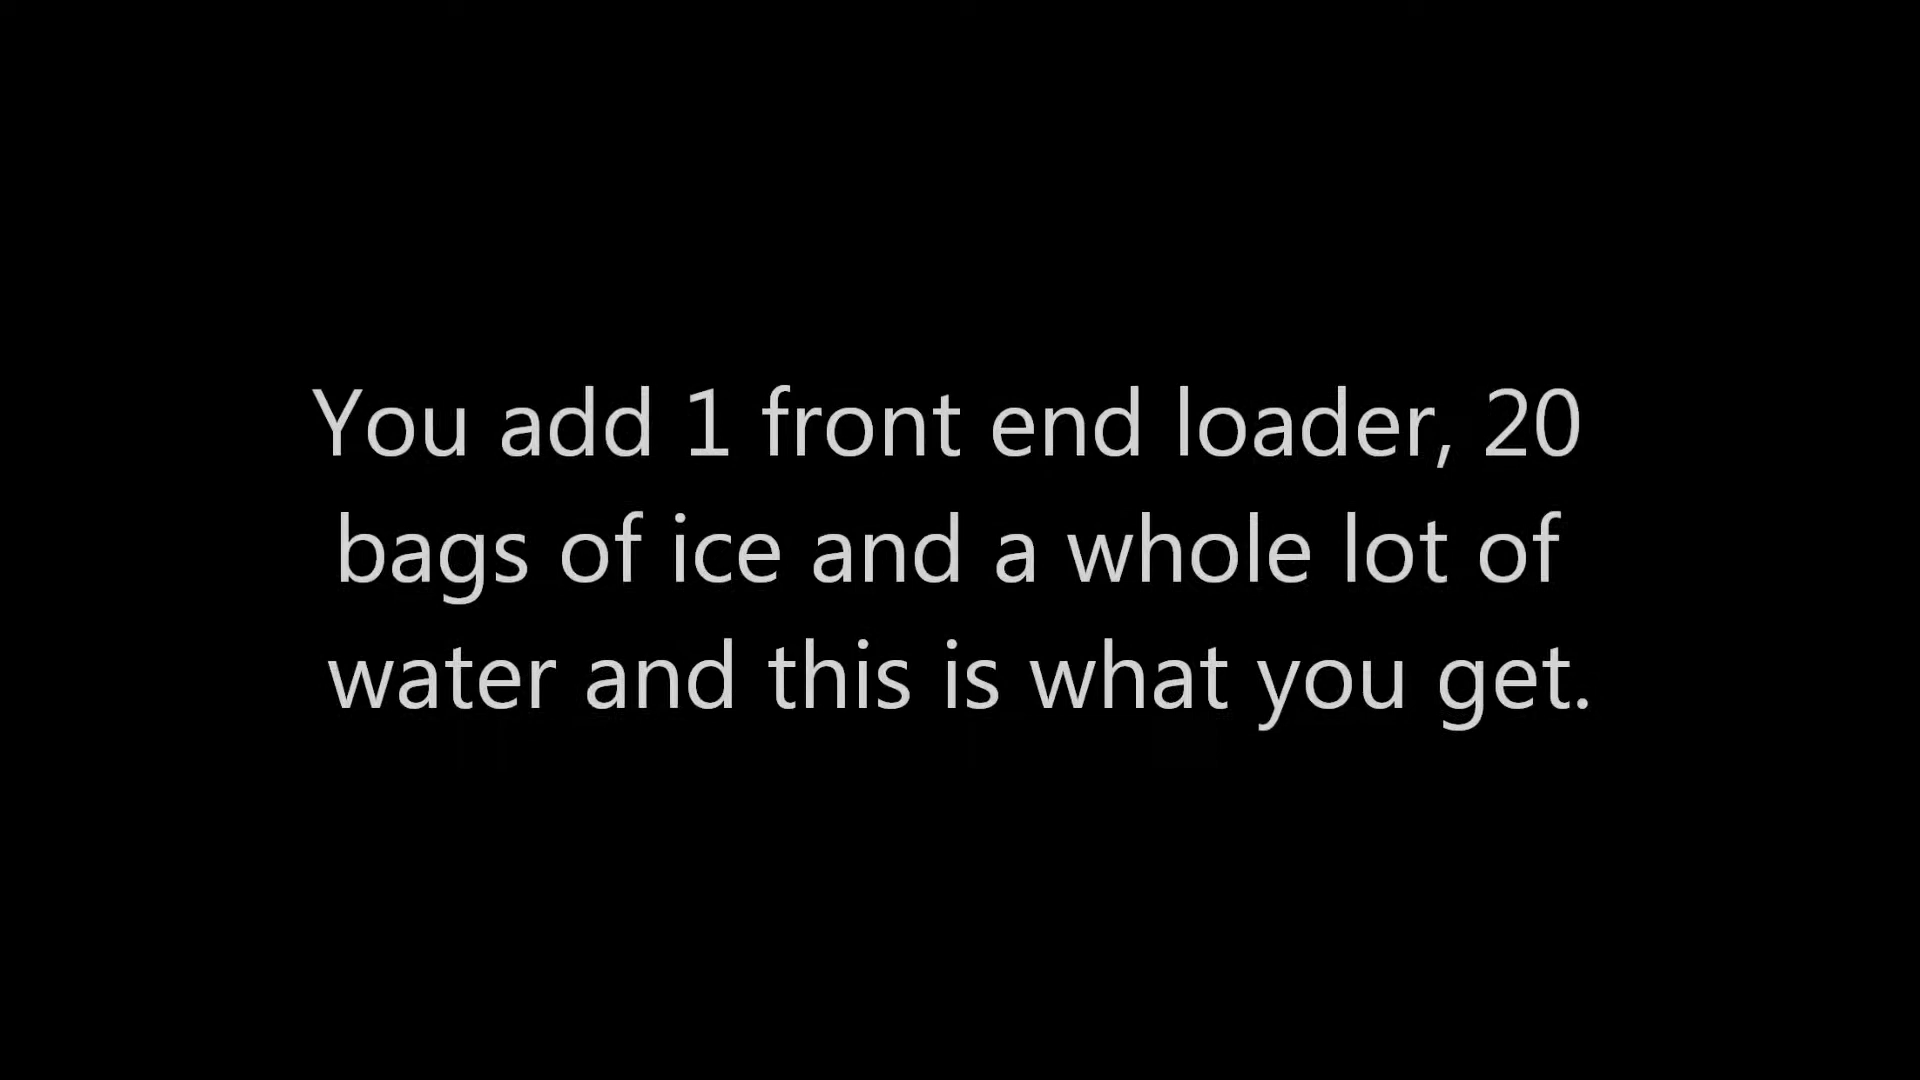 You add 1 front end loader, 20
bags of ice and a whole lot of
water and this is what you get.